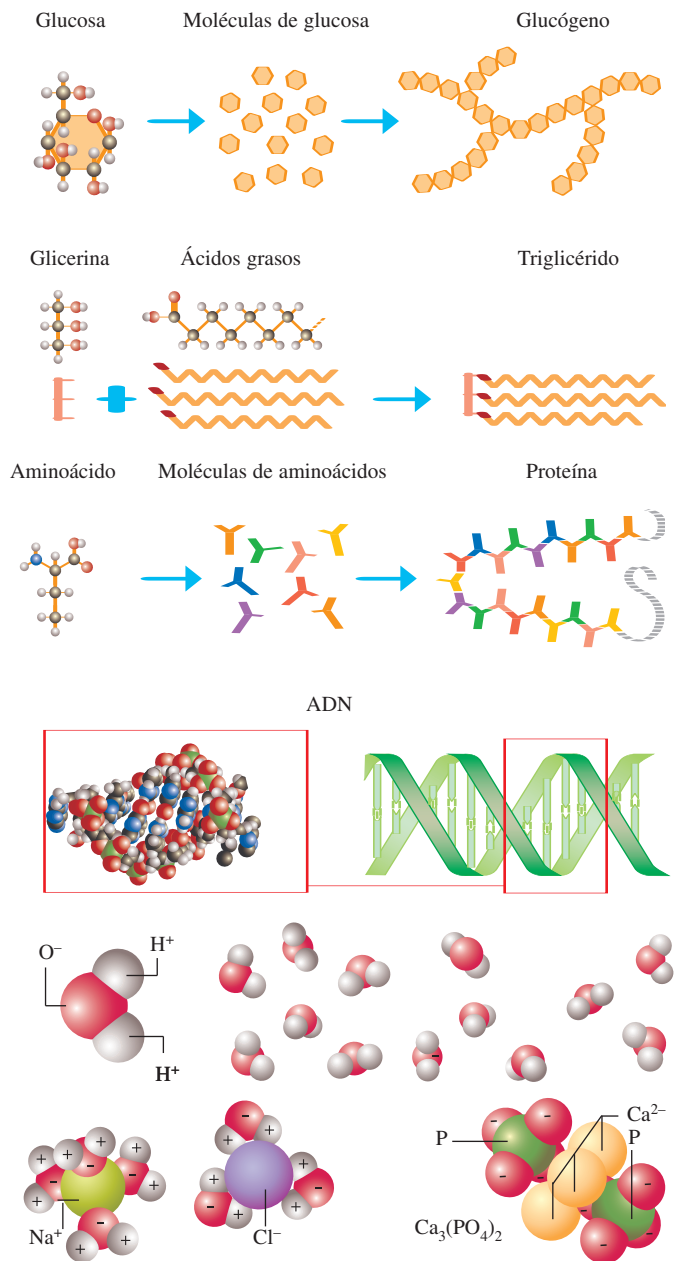 Glucosa Moléculas de glucosa Glucógeno
Glicerina Ácidos grasos Triglicérido
Aminoácido Moléculas de aminoácidos Proteína
ADN
O⁻ H⁺
H⁺
-
+ - + + - + - + + - + - + +
Na⁺
- + + + - + + - +
Cl⁻
P Ca²⁻ P
- - - - - -
Ca₃(PO₄)₂